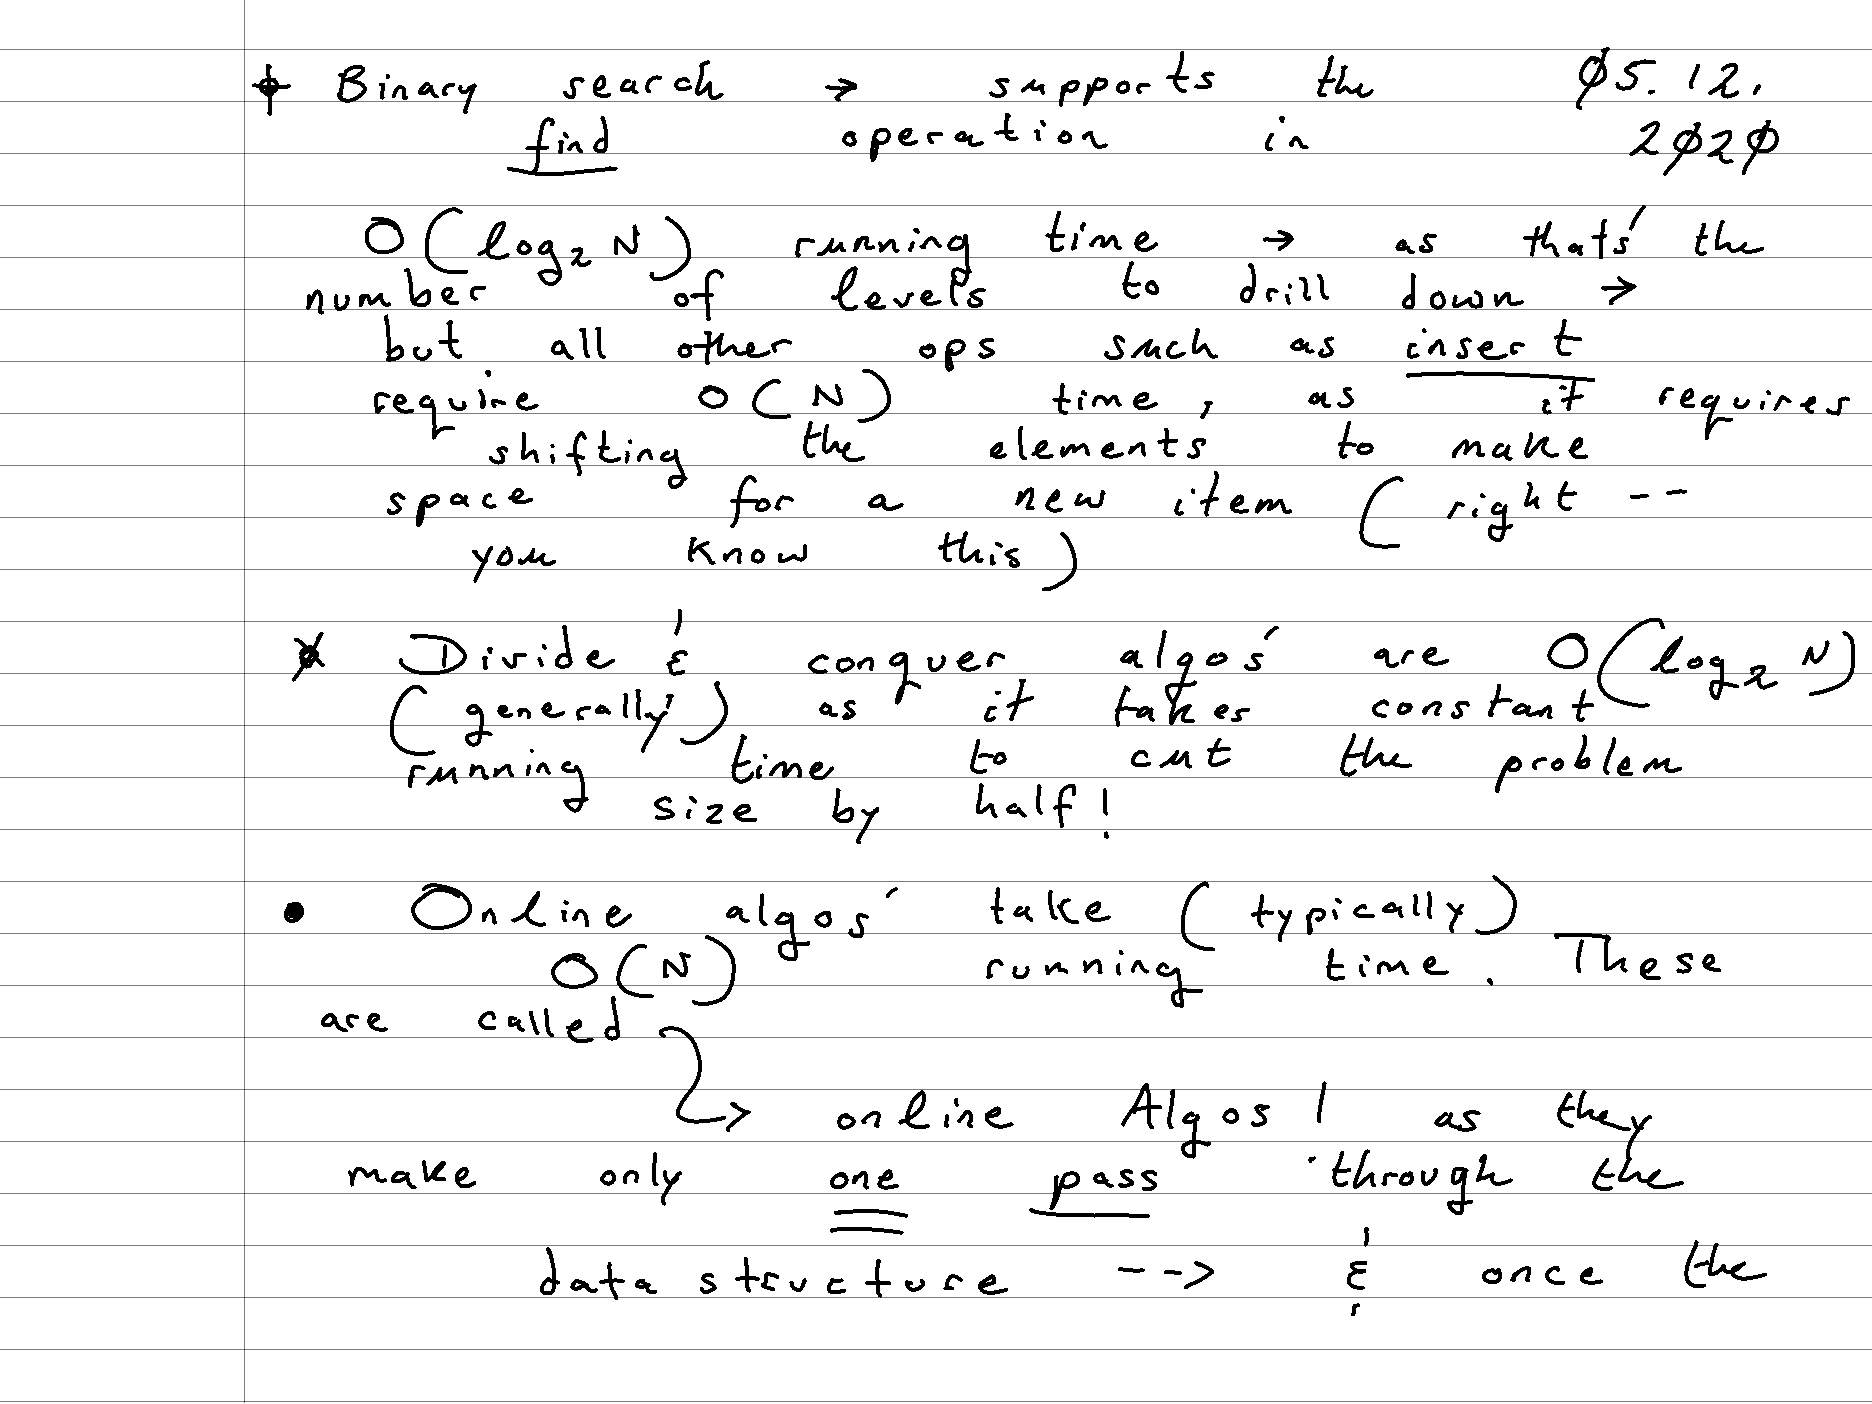 Binary search → supports the Ø5.12.
find operation in 2Ø2Ø
O(log₂ N) running time → as thats' the
number of levels to drill down →
but all other ops such as insert
require O(N) time, as it requires
shifting the elements to make
space for a new item (right --
you know this)
Divide & conquer algos' are O(log₂ N)
(generally) as it takes constant
running time to cut the problem
size by half!
• Online algos' take (typically)
O(N) running time. These
are called
→ online Algos! as they
make only one pass through the
data structure --> & once the